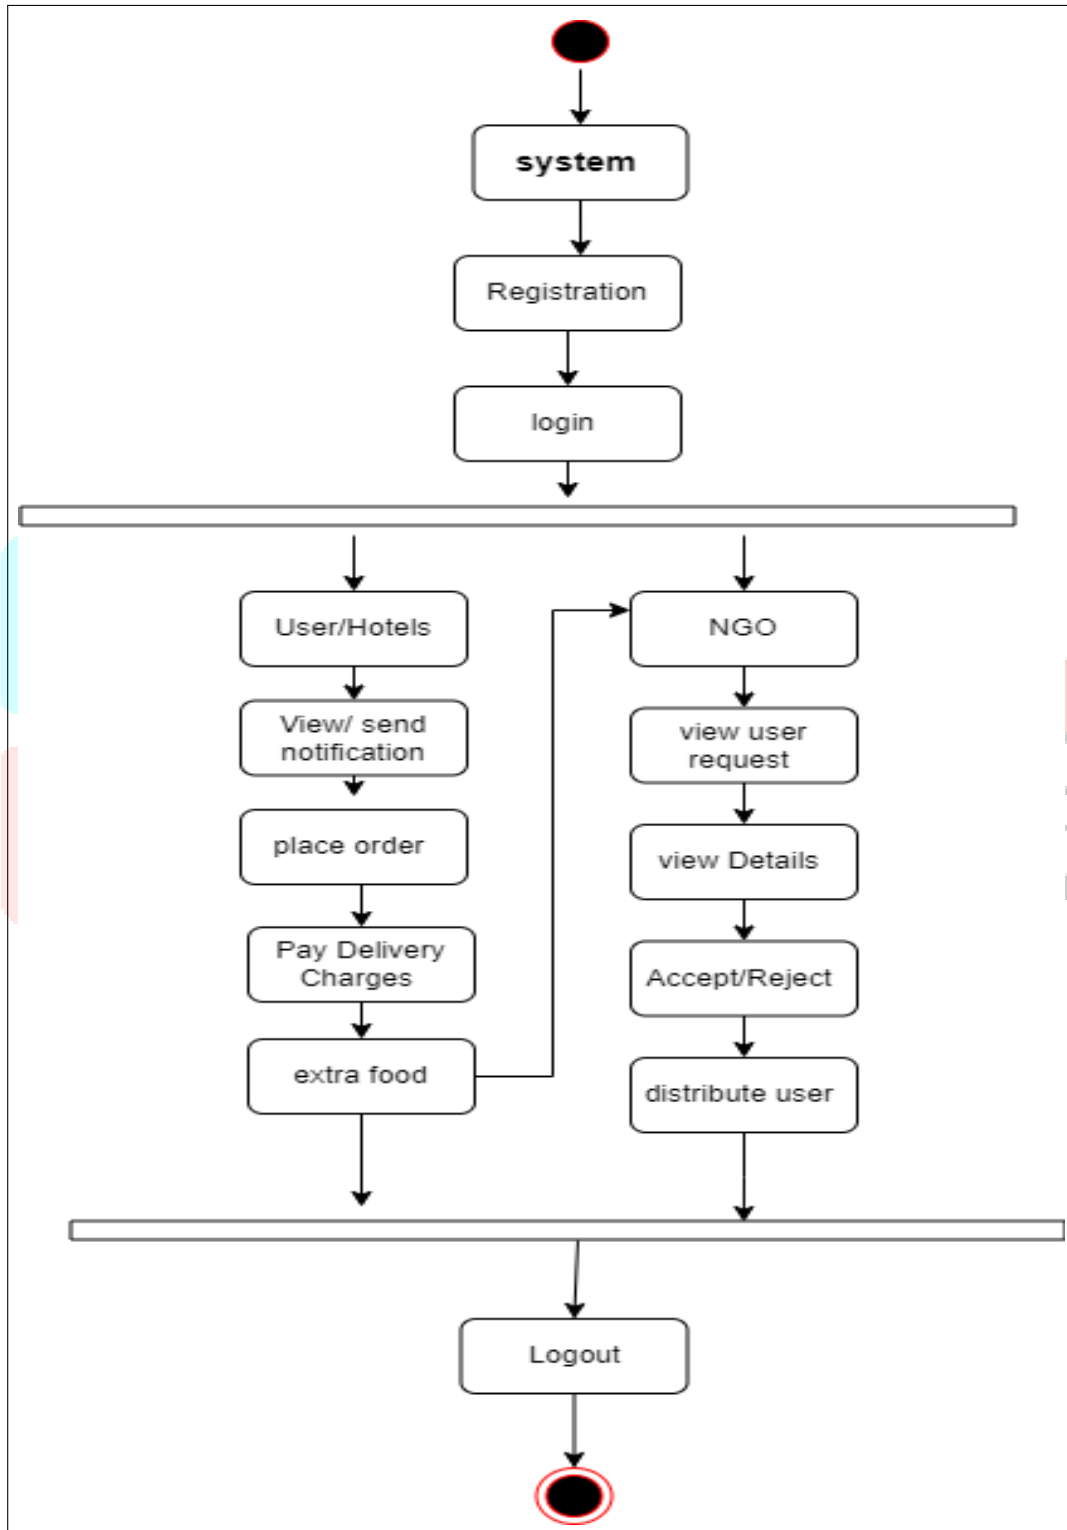 system
Registration
login
User/Hotels
View/ send
notification
place order
Pay Delivery
Charges
extra food
NGO
view user
request
view Details
Accept/Reject
distribute user
Logout